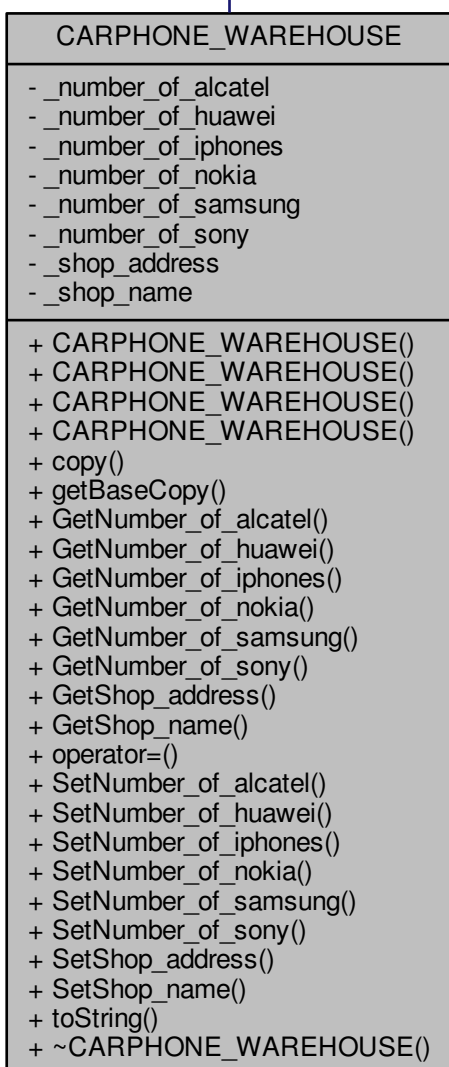 CARPHONE_WAREHOUSE
- _number_of_alcatel
- _number_of_huawei
- _number_of_iphones
- _number_of_nokia
- _number_of_samsung
- _number_of_sony
- _shop_address
- _shop_name
+ CARPHONE_WAREHOUSE()
+ CARPHONE_WAREHOUSE()
+ CARPHONE_WAREHOUSE()
+ CARPHONE_WAREHOUSE()
+ copy()
+ getBaseCopy()
+ GetNumber_of_alcatel()
+ GetNumber_of_huawei()
+ GetNumber_of_iphones()
+ GetNumber_of_nokia()
+ GetNumber_of_samsung()
+ GetNumber_of_sony()
+ GetShop_address()
+ GetShop_name()
+ operator=()
+ SetNumber_of_alcatel()
+ SetNumber_of_huawei()
+ SetNumber_of_iphones()
+ SetNumber_of_nokia()
+ SetNumber_of_samsung()
+ SetNumber_of_sony()
+ SetShop_address()
+ SetShop_name()
+ toString()
+ ~CARPHONE_WAREHOUSE()